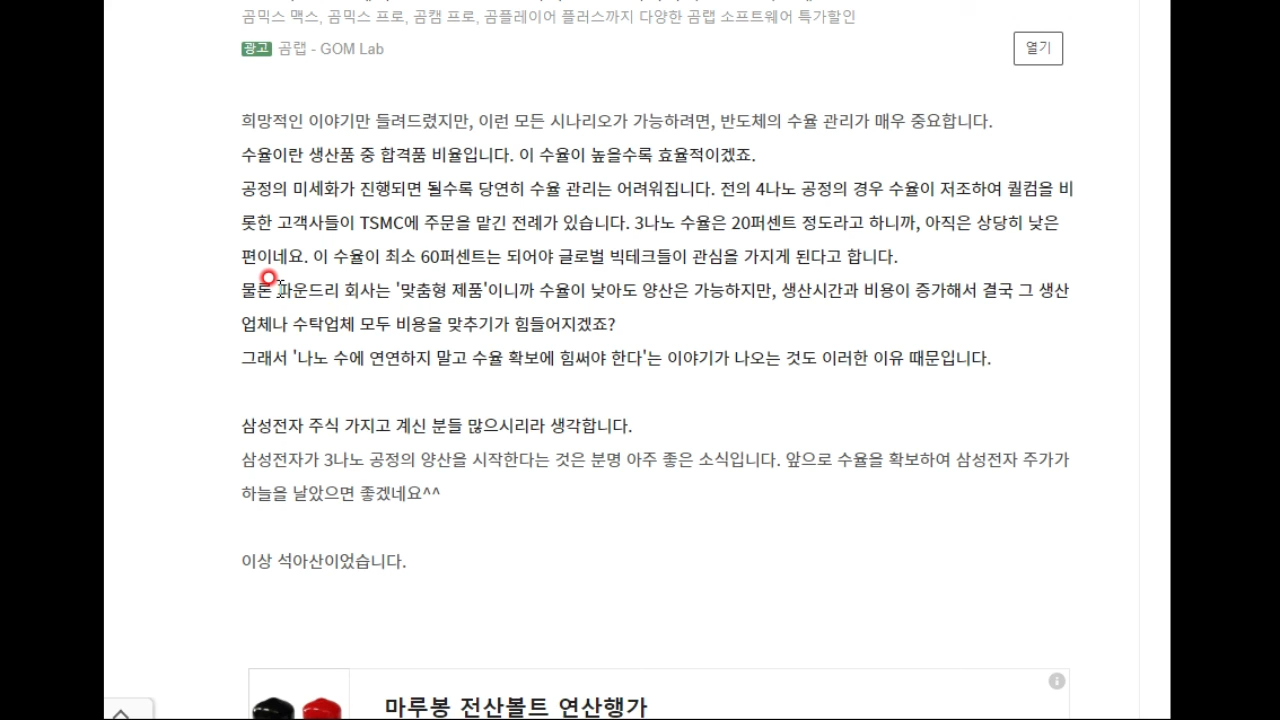 곰믹스 맥스, 곰믹스 프로, 곰캠 프로, 곰플레이어 플러스까지 다양한 곰랩 소프트웨어 특가할인
광고 곰랩 - GOM Lab
열기
희망적인 이야기만 들려드렸지만, 이런 모든 시나리오가 가능하려면, 반도체의 수율 관리가 매우 중요합니다.
수율이란 생산품 중 합격품 비율입니다. 이 수율이 높을수록 효율적이겠죠.
공정의 미세화가 진행되면 될수록 당연히 수율 관리는 어려워집니다. 전의 4나노 공정의 경우 수율이 저조하여 퀄컴을 비
롯한 고객사들이 TSMC에 주문을 맡긴 전례가 있습니다. 3나노 수율은 20퍼센트 정도라고 하니까, 아직은 상당히 낮은
편이네요. 이 수율이 최소 60퍼센트는 되어야 글로벌 빅테크들이 관심을 가지게 된다고 합니다.
물론 파운드리 회사는 '맞춤형 제품'이니까 수율이 낮아도 양산은 가능하지만, 생산시간과 비용이 증가해서 결국 그 생산
업체나 수탁업체 모두 비용을 맞추기가 힘들어지겠죠?
그래서 '나노 수에 연연하지 말고 수율 확보에 힘써야 한다'는 이야기가 나오는 것도 이러한 이유 때문입니다.
삼성전자 주식 가지고 계신 분들 많으시리라 생각합니다.
삼성전자가 3나노 공정의 양산을 시작한다는 것은 분명 아주 좋은 소식입니다. 앞으로 수율을 확보하여 삼성전자 주가가
하늘을 날았으면 좋겠네요^^
이상 석아산이었습니다.
마루봉 전산볼트 연산행가